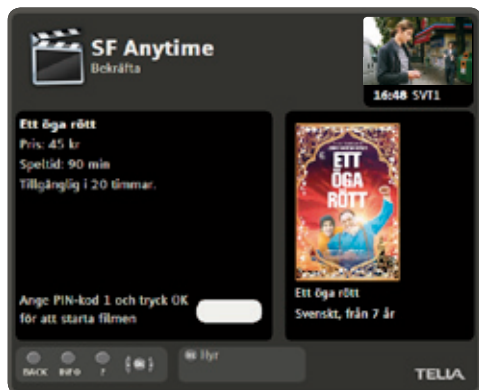 SF Anytime
Bekräfta
16:48 SVT1
Ett öga rött
Pris: 45 kr
Speltid: 90 min
Tillgänglig i 20 timmar.
Ange PIN-kod 1 och tryck OK
för att starta filmen
ETT
ÖGA
RÖTT
Ett öga rött
Svenskt, från 7 år
BACK INFO ?
Hyr
TELIA